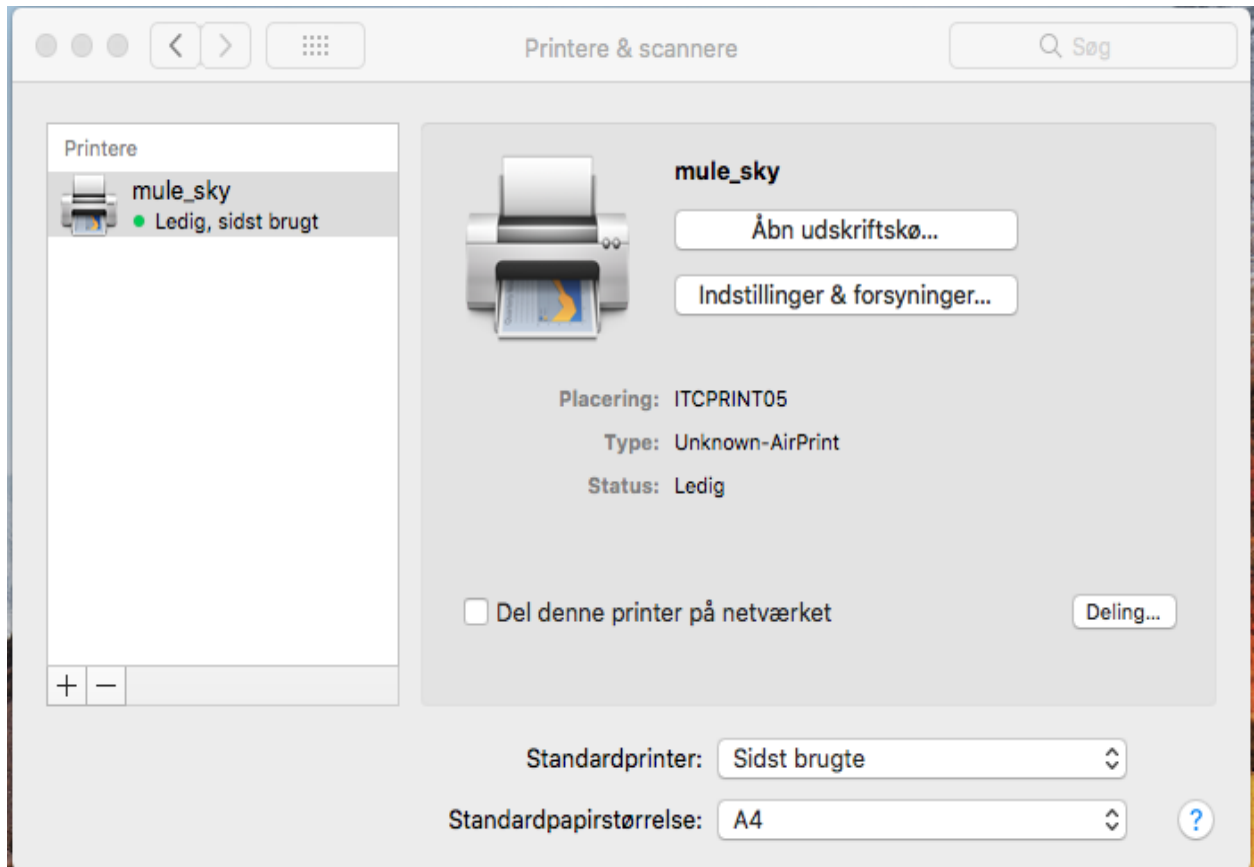 Printere & scannere
Søg
Printere
mule_sky
Ledig, sidst brugt
mule_sky
Åbn udskriftskø...
Indstillinger & forsyninger...
Placering: ITCPRINT05
Type: Unknown-AirPrint
Status: Ledig
Del denne printer på netværket
Deling...
+ −
Standardprinter: Sidst brugte
Standardpapirstørrelse: A4
?